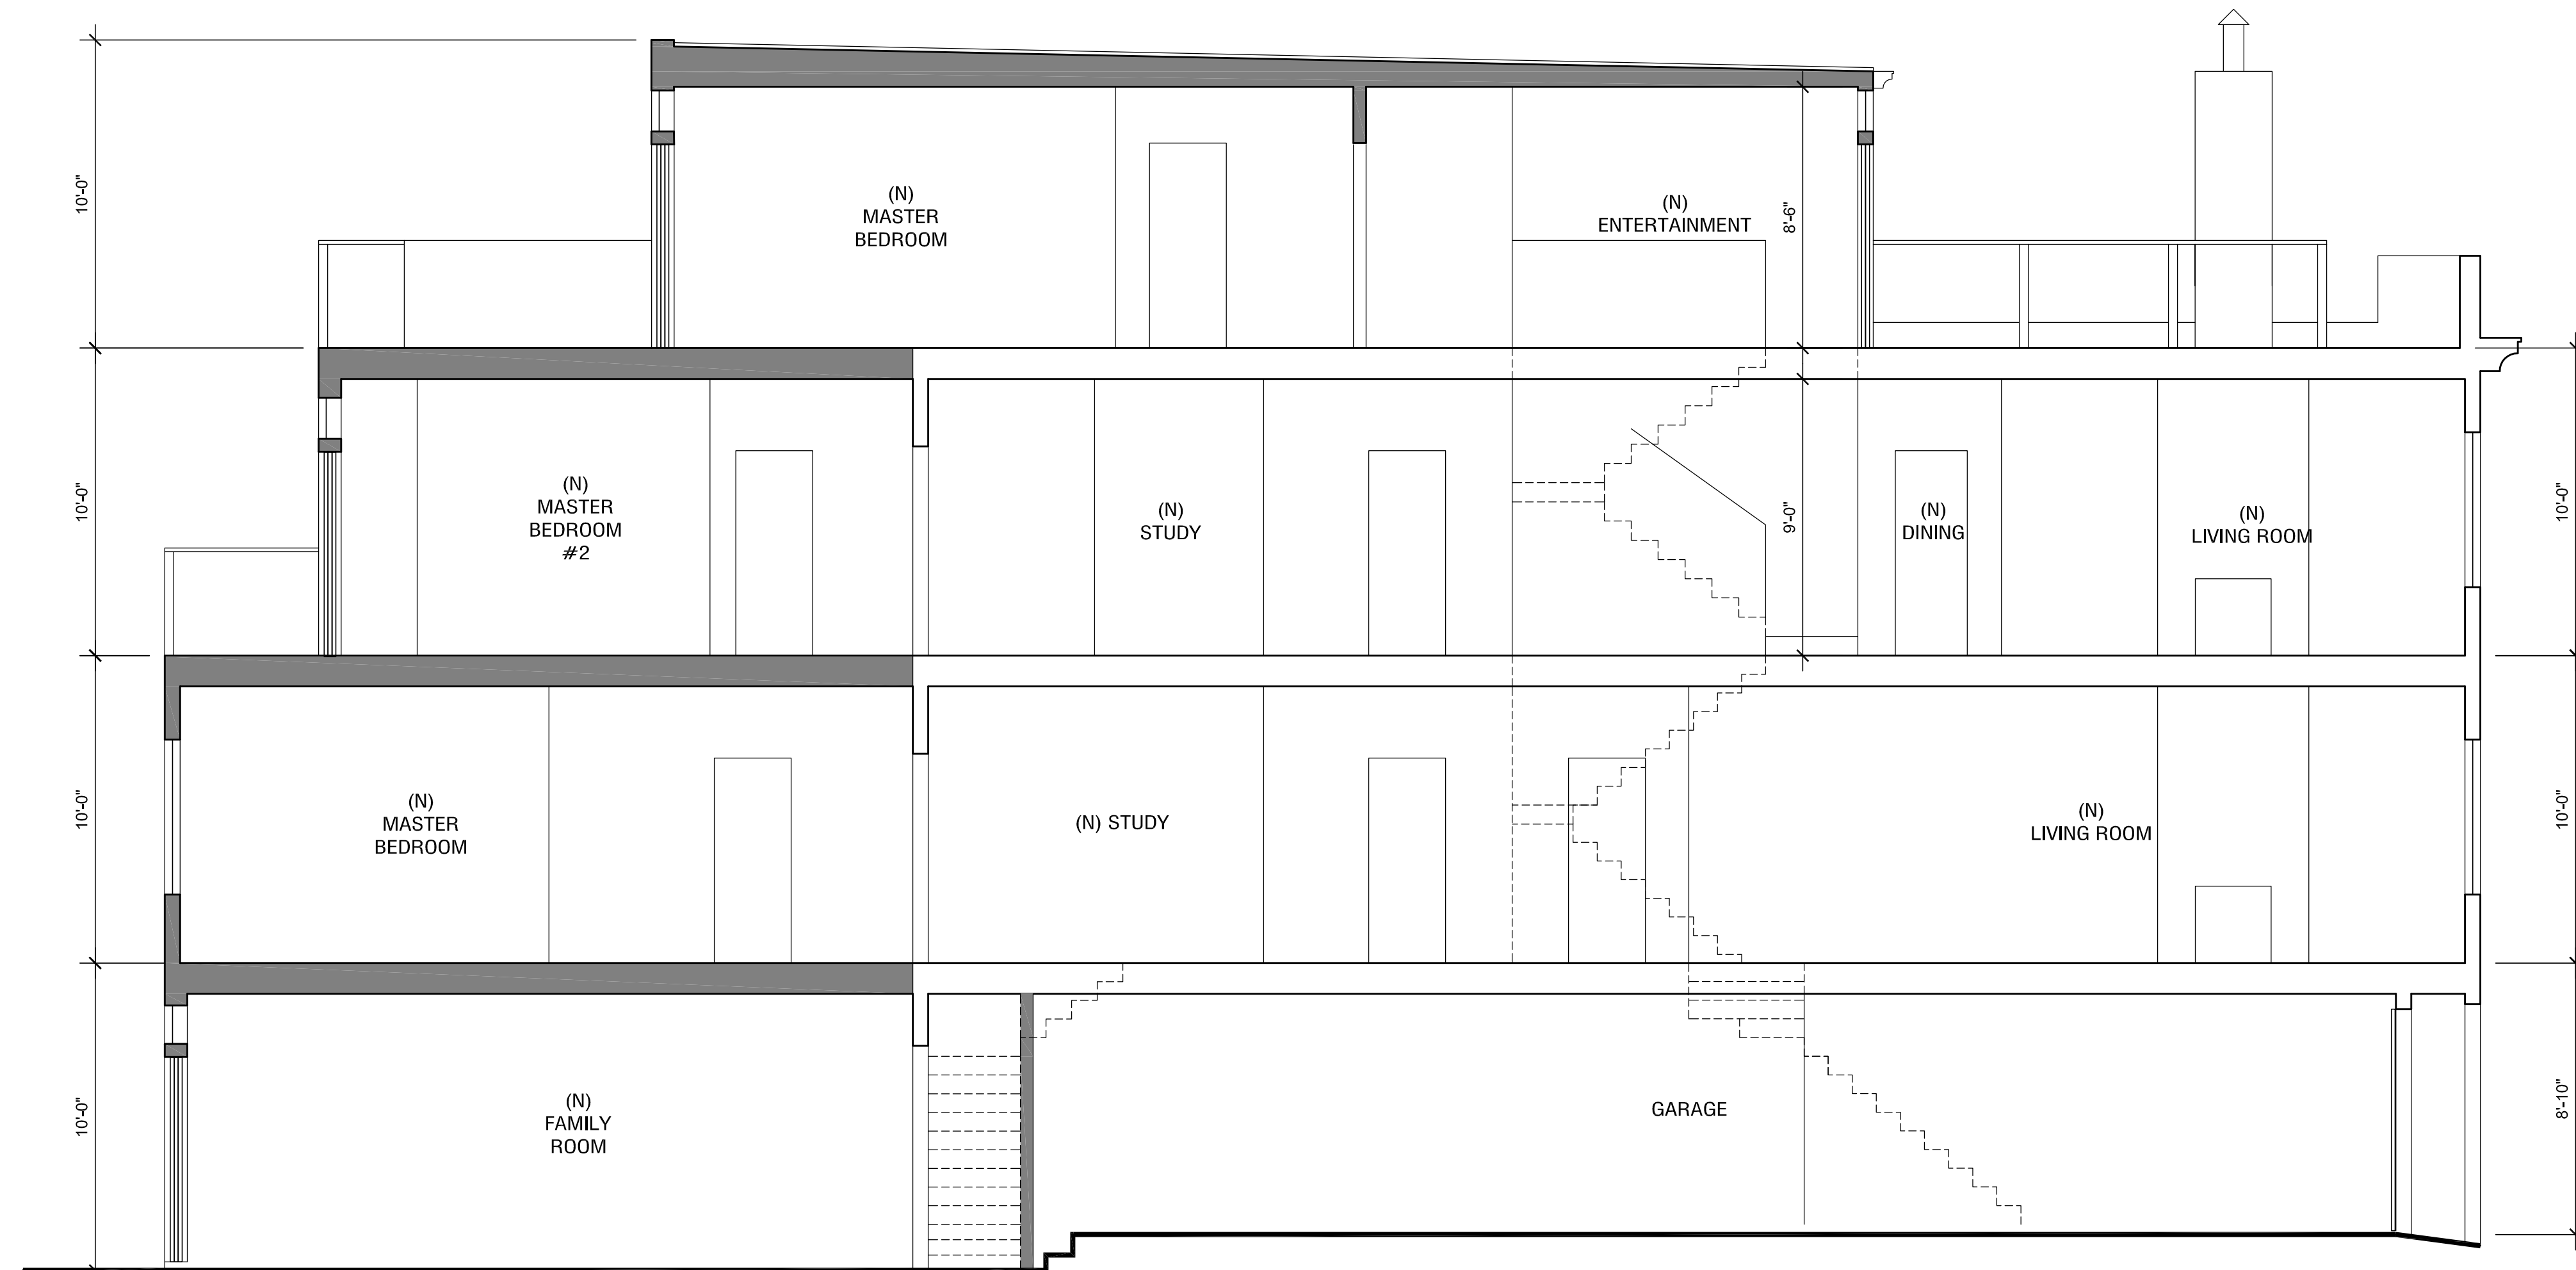 10'-0"
(N)
MASTER
BEDROOM
(N)
ENTERTAINMENT
8'-6"
10'-0"
(N)
MASTER
BEDROOM
#2
(N)
STUDY
9'-0"
(N)
DINING
(N)
LIVING ROOM
10'-0"
10'-0"
(N)
MASTER
BEDROOM
(N) STUDY
(N)
LIVING ROOM
10'-0"
10'-0"
(N)
FAMILY
ROOM
GARAGE
8'-10"